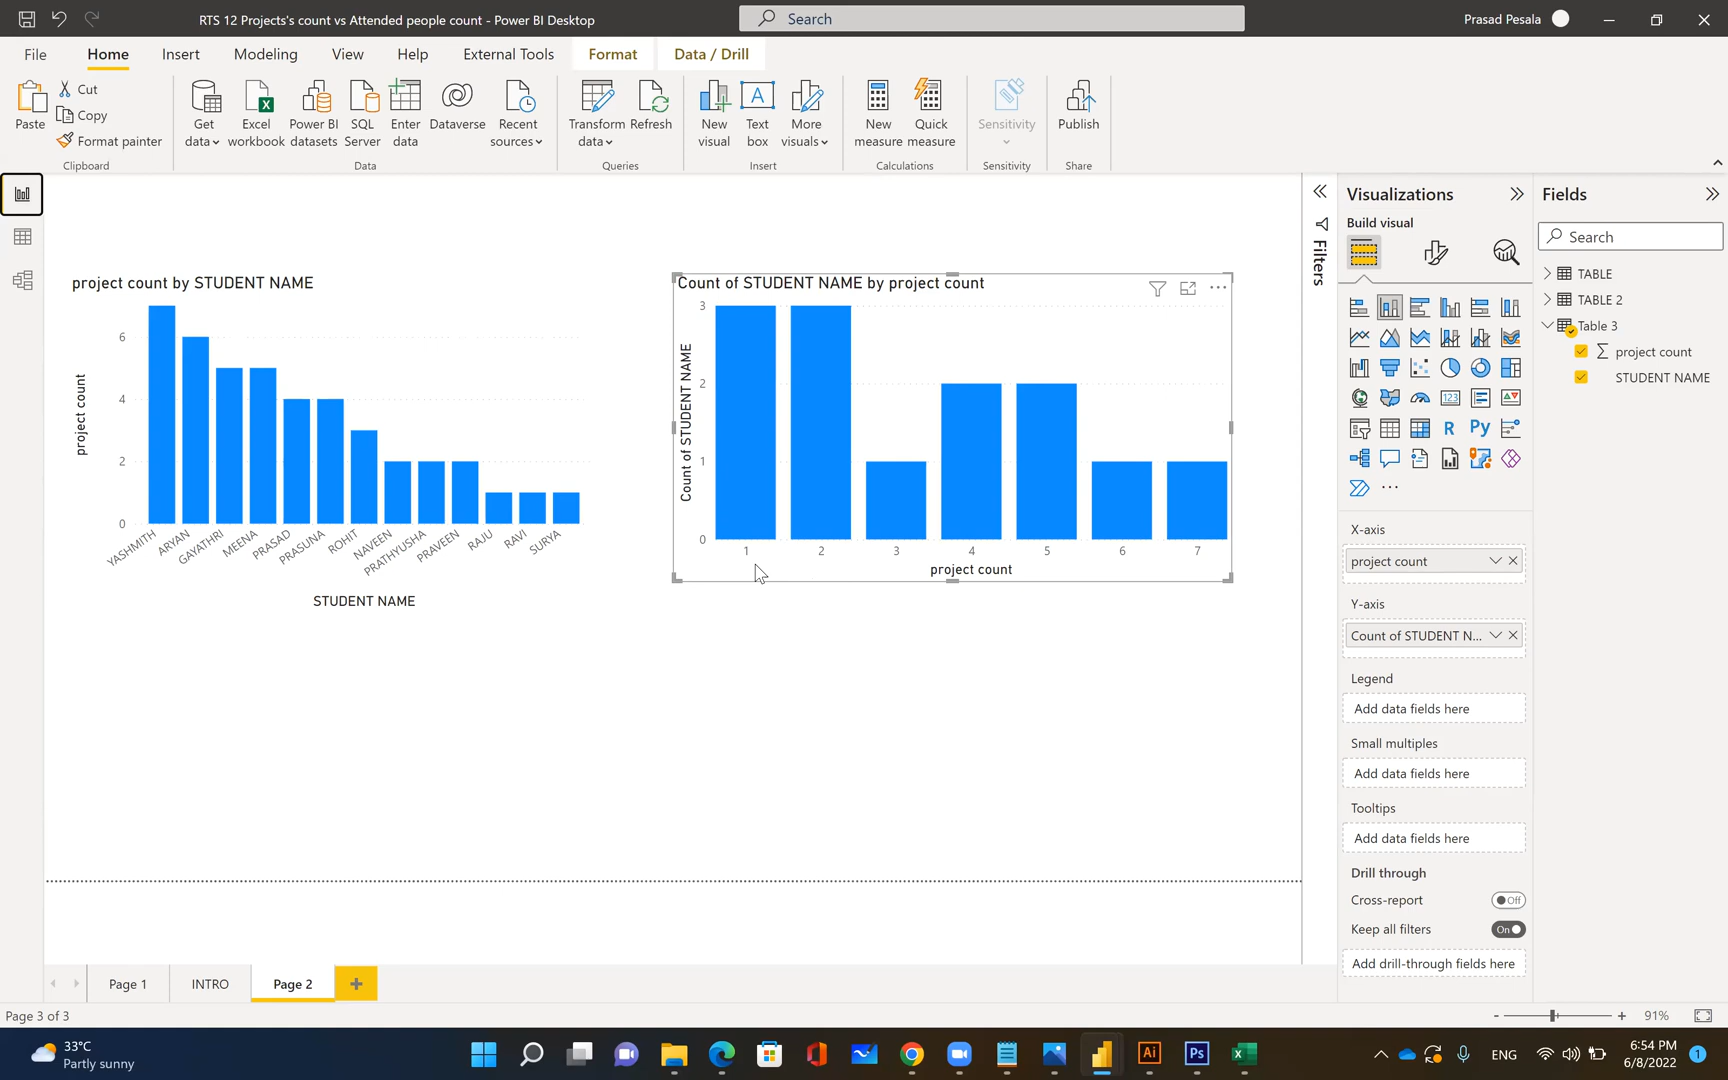 RTS 12 Projects's count vs Attended people count - Power BI Desktop
Search
Prasad Pesala
File
Home
Insert
Modeling
View
Help
External Tools
Format
Data / Drill
Paste
Cut
Copy
Format painter
Clipboard
Get data
Excel workbook
Power BI datasets
SQL Server
Enter data
Dataverse
Recent sources
Data
Transform data
Refresh
Queries
New visual
Text box
More visuals
Insert
New measure
Quick measure
Calculations
Sensitivity
Sensitivity
Publish
Share
project count by STUDENT NAME
project count
6
4
2
0
YASHMITH
ARYAN
GAYATHRI
MEENA
PRASAD
PRASUNA
ROHIT
NAVEEN
PRATHYUSHA
PRAVEEN
RAJU
RAVI
SURYA
STUDENT NAME
Count of STUDENT NAME by project count
Count of STUDENT NAME
3
2
1
0
1 2 3 4 5 6 7
project count
Filters
Visualizations
Build visual
123
R
Py
X-axis
project count
Y-axis
Count of STUDENT N...
Legend
Add data fields here
Small multiples
Add data fields here
Tooltips
Add data fields here
Drill through
Cross-report
Off
Keep all filters
On
Add drill-through fields here
Fields
Search
TABLE
TABLE 2
Table 3
project count
STUDENT NAME
Page 1
INTRO
Page 2
Page 3 of 3
91%
33°C
Partly sunny
Ai
Ps
ENG
6:54 PM
6/8/2022
1